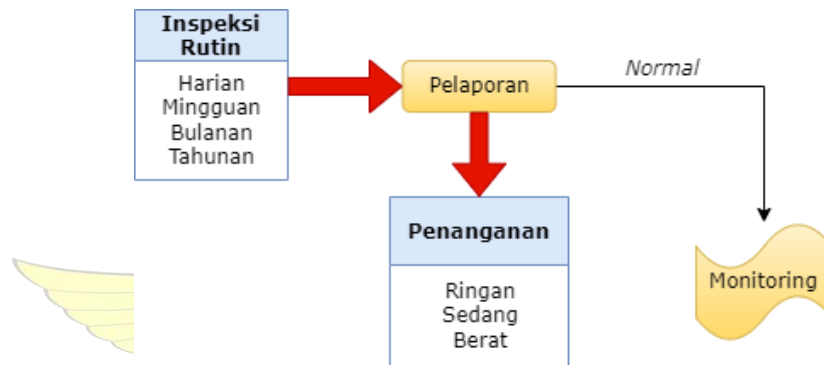 Inspeksi
Rutin
Harian
Mingguan
Bulanan
Tahunan
Pelaporan
Normal
Penanganan
Ringan
Sedang
Berat
Monitoring